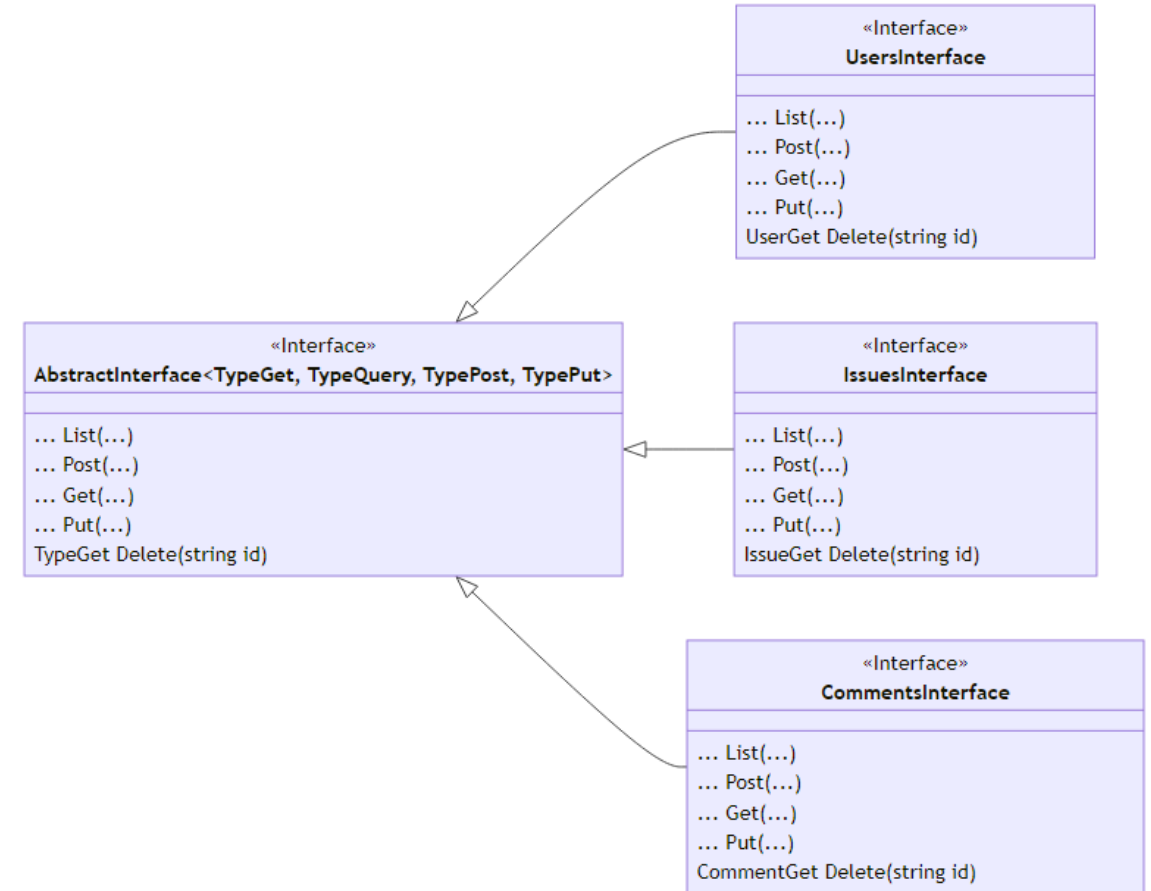 «Interface»
UsersInterface
... List(...)
... Post(...)
... Get(...)
... Put(...)
UserGet Delete(string id)
«Interface»
AbstractInterface<TypeGet, TypeQuery, TypePost, TypePut>
... List(...)
... Post(...)
... Get(...)
... Put(...)
TypeGet Delete(string id)
«Interface»
IssuesInterface
... List(...)
... Post(...)
... Get(...)
... Put(...)
IssueGet Delete(string id)
«Interface»
CommentsInterface
... List(...)
... Post(...)
... Get(...)
... Put(...)
CommentGet Delete(string id)